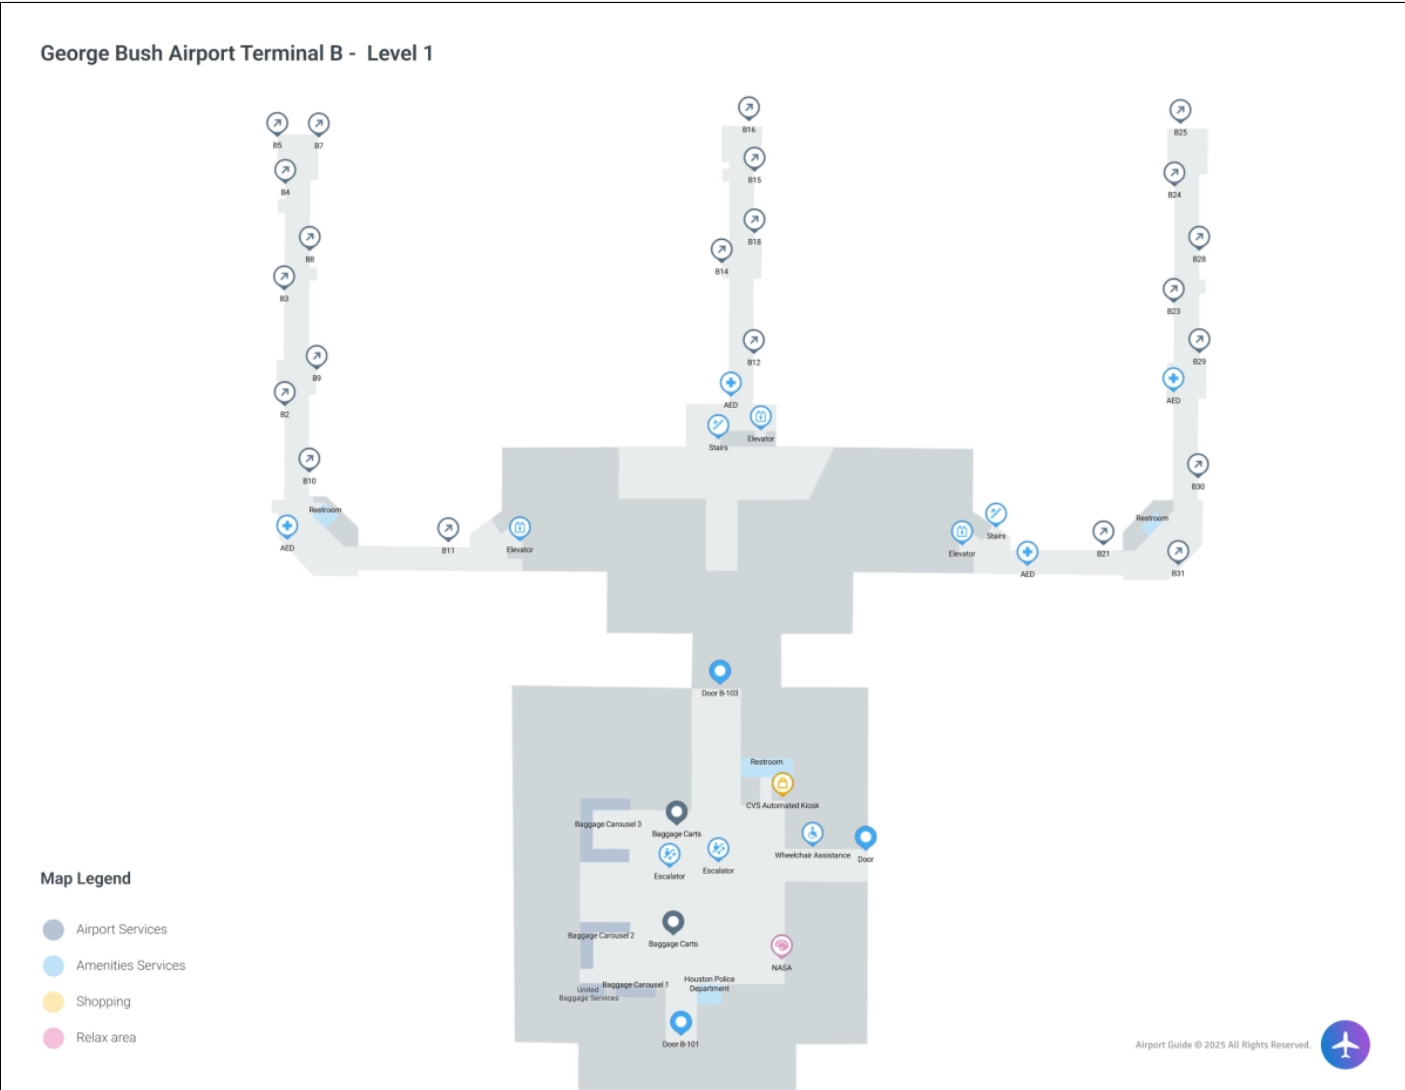 George Bush Airport Terminal B -  Level 1
B5
B7
B16
B25
B4
B15
B24
B8
B18
B28
B14
B3
B23
B12
B29
B9
AED
AED
B2
Stairs
Elevator
B10
B30
Restroom
AED
B11
Elevator
Elevator
Stairs
AED
B21
Restroom
B31
Door B-103
Restroom
CVS Automated Kiosk
Baggage Carousel 3
Baggage Carts
Wheelchair Assistance
Door
Escalator
Escalator
Baggage Carousel 2
Baggage Carts
NASA
Houston Police
Department
Baggage Carousel 1
United
Baggage Services
Door B-101
Map Legend
Airport Services
Amenities Services
Shopping
Relax area
Airport Guide © 2025 All Rights Reserved.